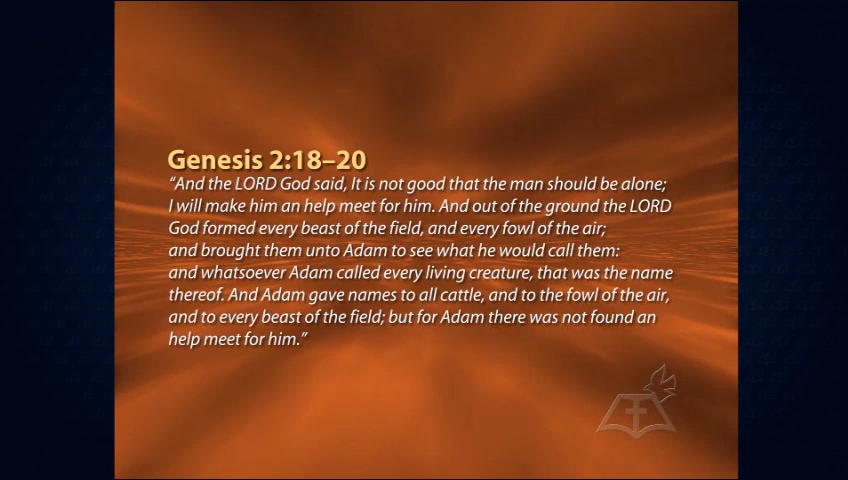 Genesis 2:18–20
“And the LORD God said, It is not good that the man should be alone;
I will make him an help meet for him. And out of the ground the LORD
God formed every beast of the field, and every fowl of the air;
and brought them unto Adam to see what he would call them:
and whatsoever Adam called every living creature, that was the name
thereof. And Adam gave names to all cattle, and to the fowl of the air,
and to every beast of the field; but for Adam there was not found an
help meet for him.”